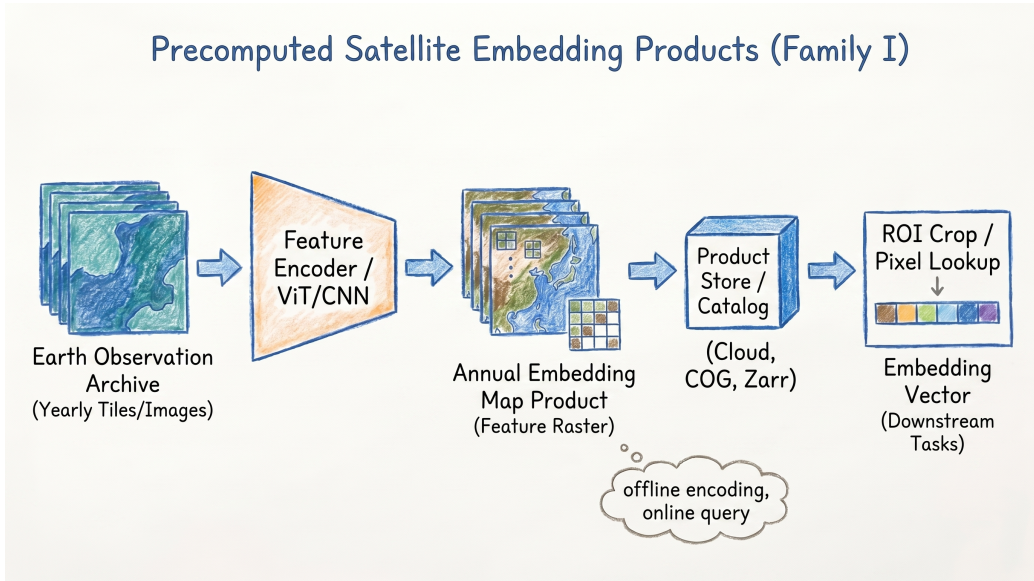 Precomputed Satellite Embedding Products (Family I)
Feature
Encoder /
ViT/CNN
Product
Store /
Catalog
ROI Crop /
Pixel Lookup
Earth Observation
Archive
(Yearly Tiles/Images)
Annual Embedding
Map Product
(Feature Raster)
(Cloud,
COG, Zarr)
Embedding
Vector
(Downstream
Tasks)
offline encoding,
online query